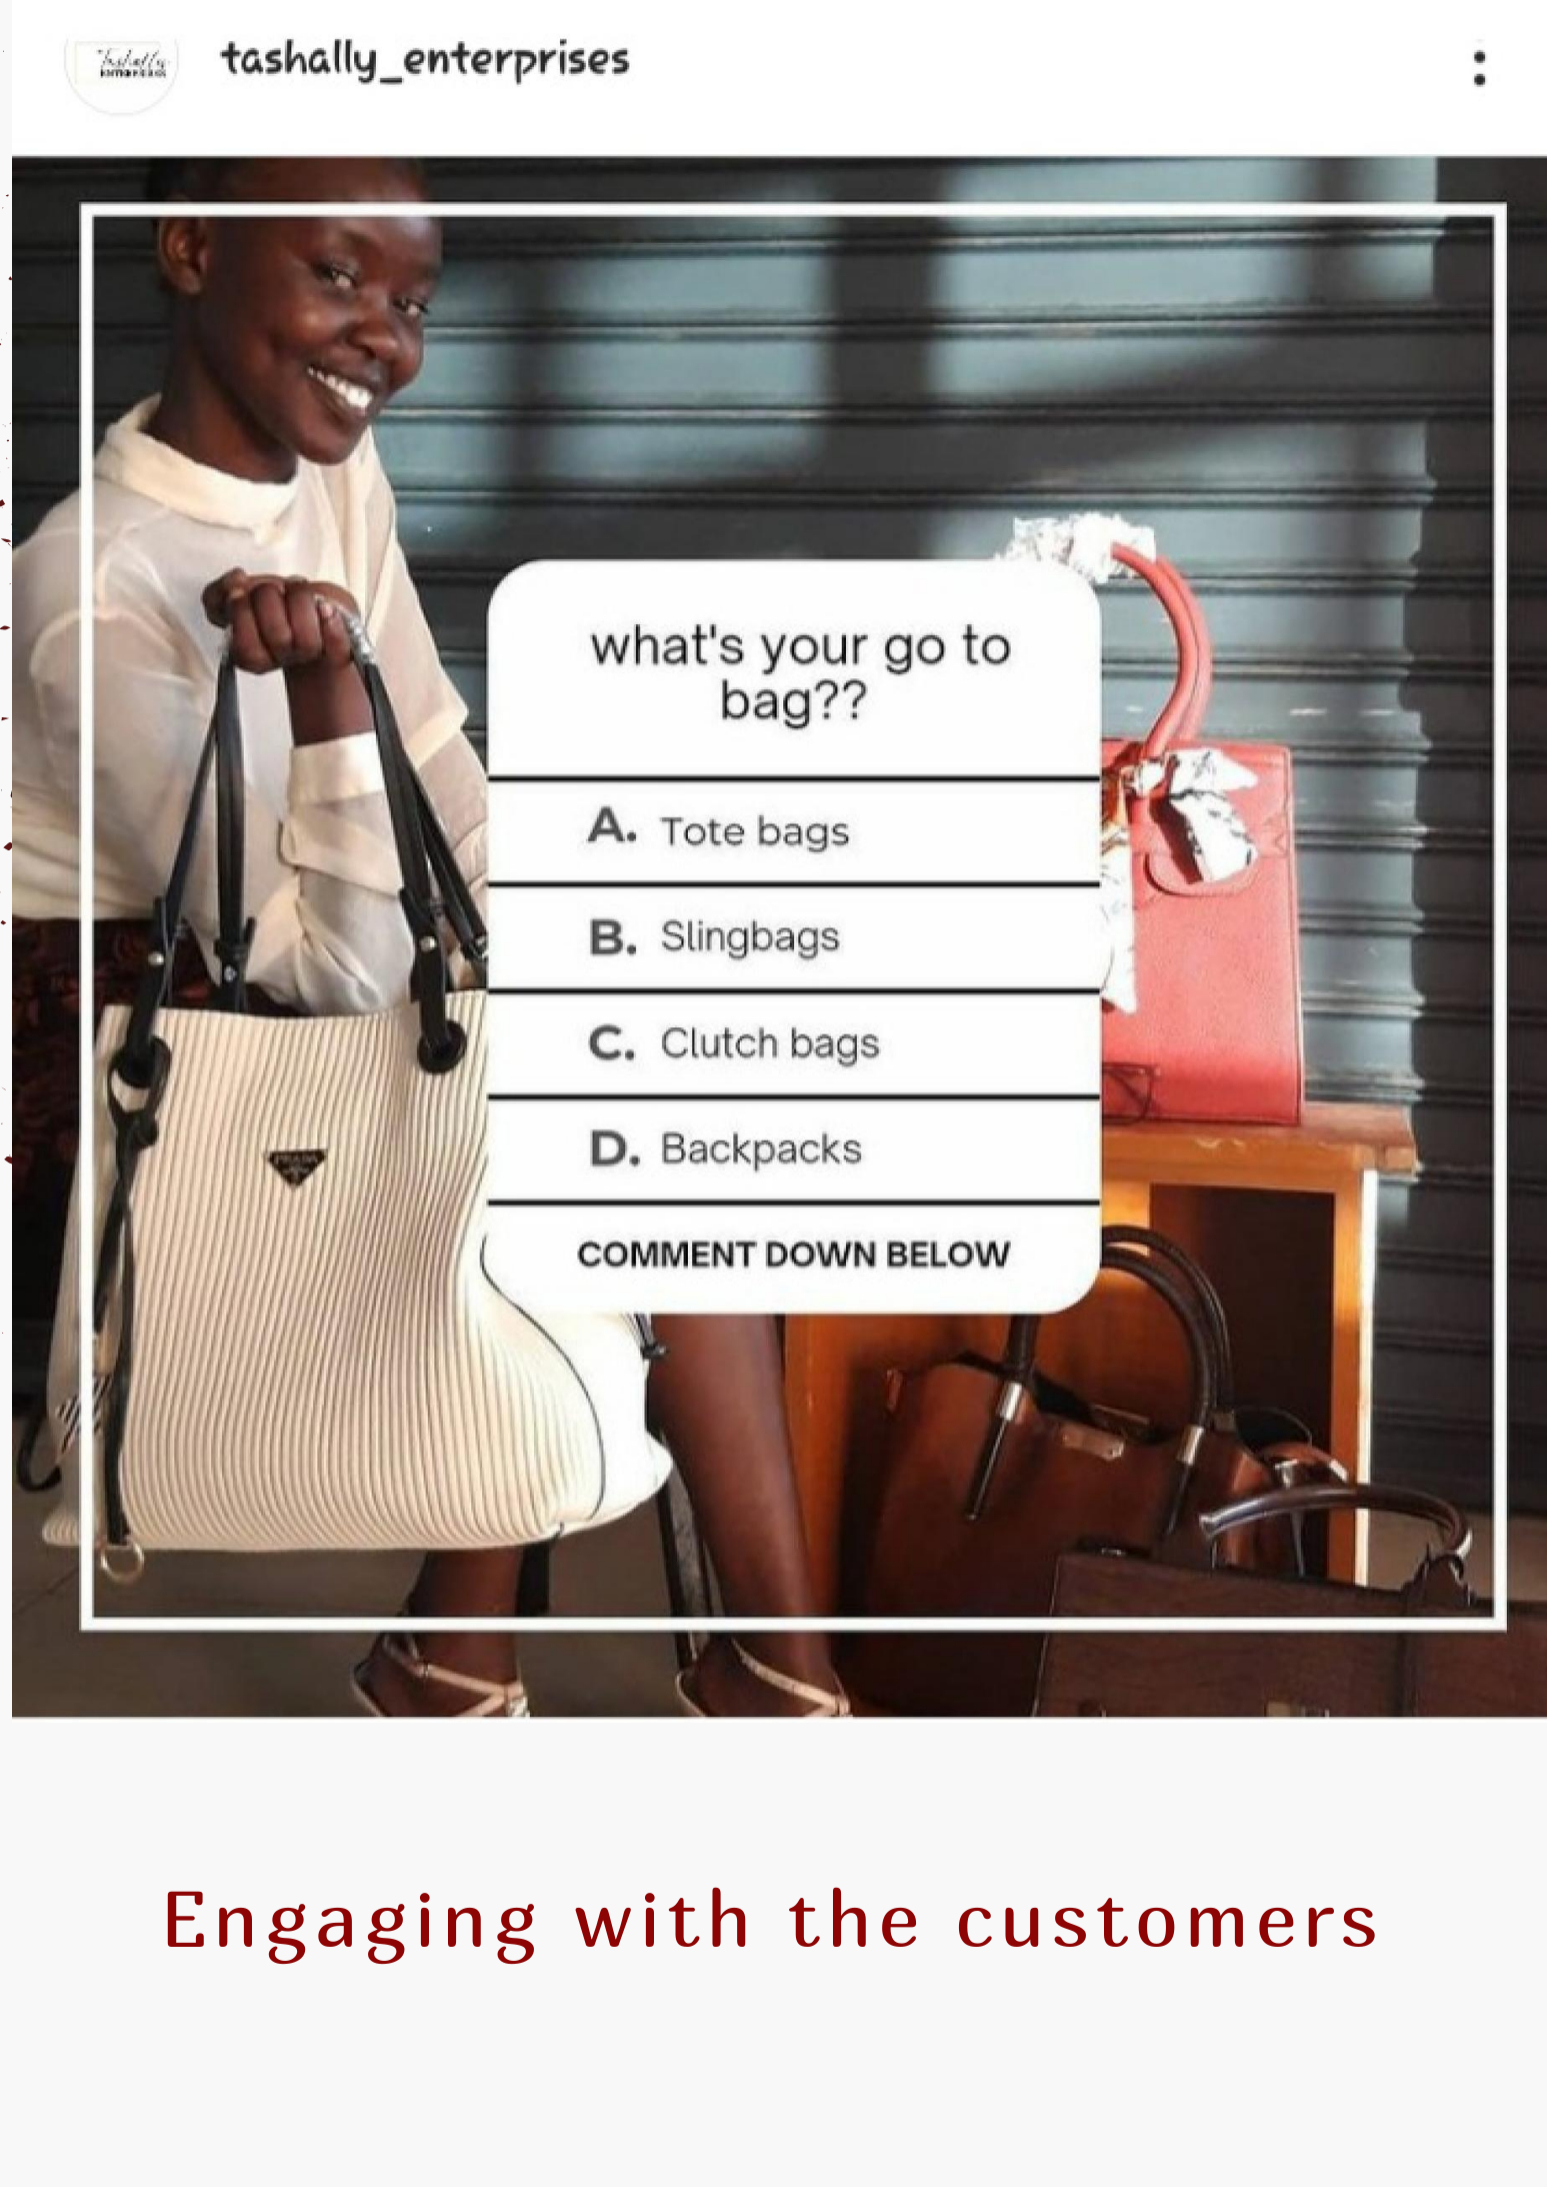 Tashally
ENTERPRISES
tashally_enterprises
what's your go to
bag??
A. Tote bags
B. Slingbags
C. Clutch bags
D. Backpacks
COMMENT DOWN BELOW
PRADA
Engaging with the customers